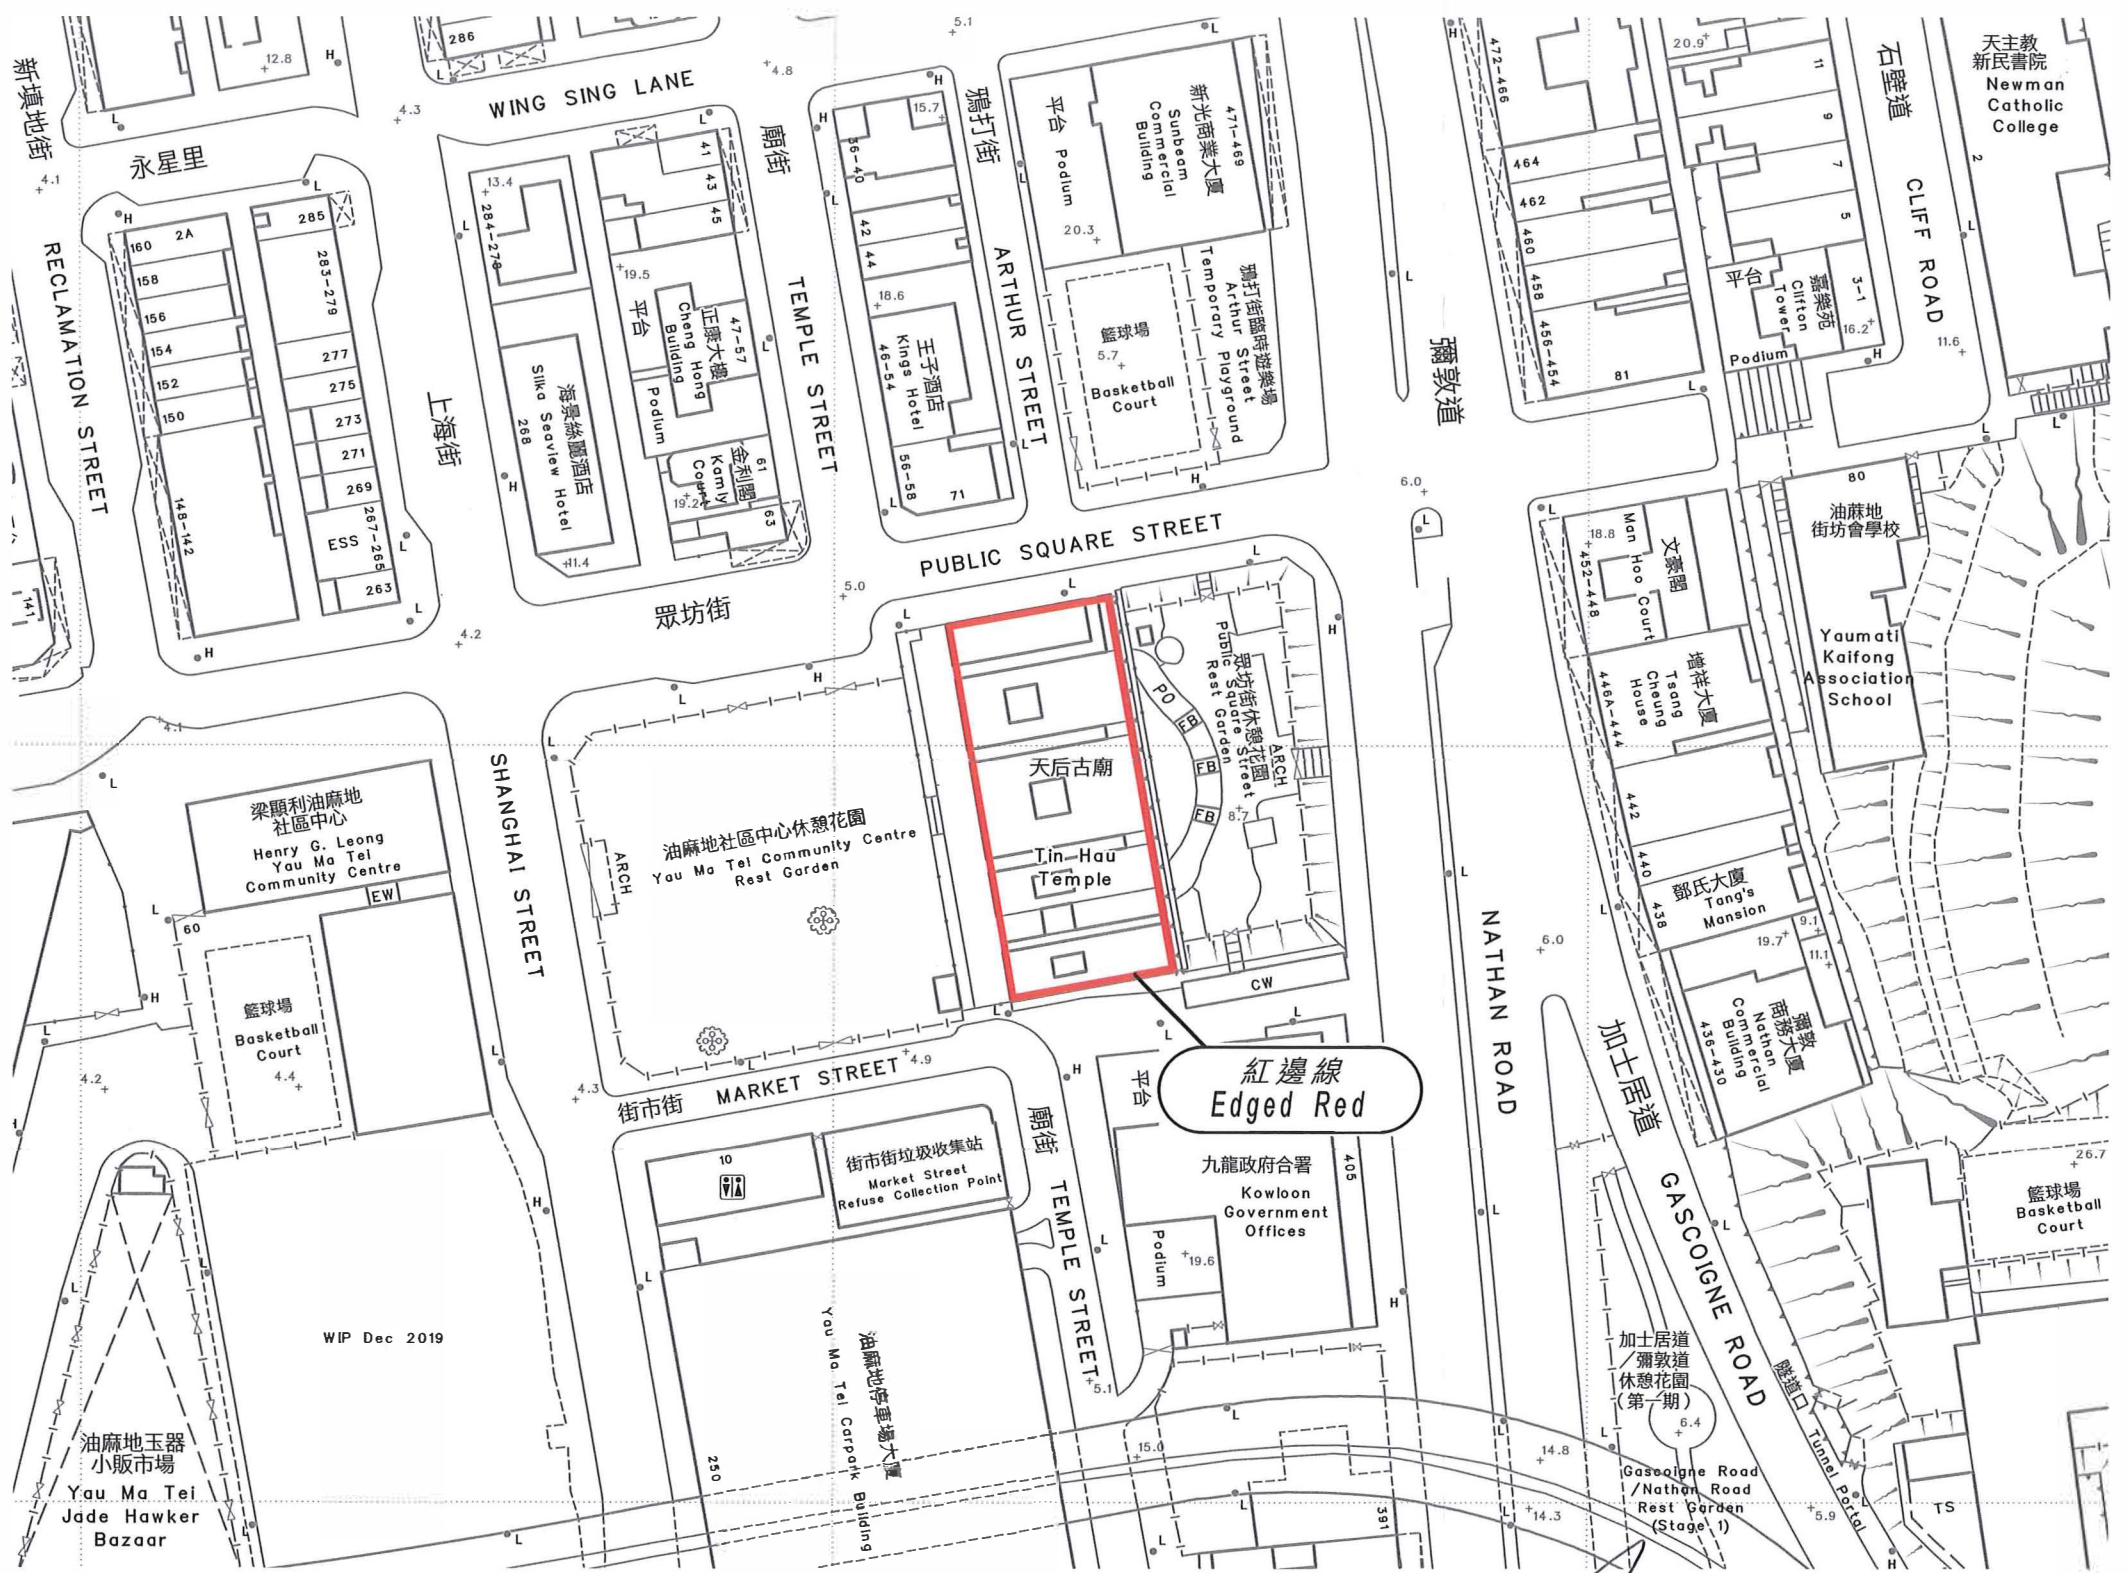 286
12.8
H
5.1
L
新填地街
L
4.3
WING SING LANE
4.8
H
15.7
鴉打街
平台 Podium
新光商業大廈
Sunbeam
Commercial
Building
471-469
L
H
472-466
20.9
11
石壁道
天主教
新民書院
Newman
Catholic
College
永星里
4.1
L
H
285
160
2A
158
156
154
152
150
148-142
283-279
277
275
273
271
269
267-265
ESS
263
L
H
L
RECLAMATION STREET
141
上海街
L
13.4
284-278
海景絲麗酒店
Silka Seaview Hotel
268
H
11.4
41
43
45
19.5
平台
Podium
正康大樓
Cheng Hong
Building
47-57
金利閣
Kamly
Court
61
63
19.2
廟街
TEMPLE STREET
L
H
L
36-40
42
44
18.6
王子酒店
Kings Hotel
46-54
56-58
71
L
ARTHUR STREET
L
L
20.3
籃球場
5.7
Basketball
Court
鴉打街臨時遊樂場
Arthur Street
Temporary Playground
H
L
彌敦道
464
462
460
458
456-454
81
L
9
7
5
3-1
平台
嘉樂苑
Clifton
Tower
16.2
Podium
H
CLIFF ROAD
2
L
11.6
L
L
6.0
L
PUBLIC SQUARE STREET
眾坊街
5.0
4.2
L
L
L
H
L
18.8
文豪閣
Man Hoo Court
452-448
80
油蔴地
街坊會學校
Yaumati
Kaifong
Association
School
增祥大廈
Tsang
Cheung
House
446A-444
442
440
438
鄧氏大廈
Tang's
Mansion
19.7
9.1
11.1
彌敦
商務大廈
Nathan
Commercial
Building
436-430
4.1
L
SHANGHAI STREET
L
L
H
梁顯利油麻地
社區中心
Henry G. Leong
Yau Ma Tei
Community Centre
EW
L
60
ARCH
油麻地社區中心休憩花園
Yau Ma Tei Community Centre
Rest Garden
天后古廟
Tin Hau
Temple
PO
FB
FB
FB
眾坊街休憩花園
Public Square Street
Rest Garden
8.7
ARCH
CW
L
L
NATHAN ROAD
6.0
L
加士居道
GASCOIGNE ROAD
籃球場
Basketball
Court
4.4
H
L
4.2
H
L
4.3
街市街
MARKET STREET
4.9
L
L
H
廟街
TEMPLE STREET
平台
紅邊線
Edged Red
九龍政府合署
Kowloon
Government
Offices
405
Podium
19.6
L
L
10
街市街垃圾收集站
Market Street
Refuse Collection Point
H
L
L
L
WIP Dec 2019
油麻地玉器
小販市場
Yau Ma Tei
Jade Hawker
Bazaar
L
L
250
油麻地停車場大廈
Yau Ma Tei Carpark Building
5.1
H
L
15.0
L
L
391
L
L
14.8
14.3
L
加士居道
／彌敦道
休憩花園
（第一期）
6.4
Gascoigne Road
/Nathan Road
Rest Garden
(Stage 1)
L
隧道口
Tunnel Portal
5.9
L
TS
H
26.7
籃球場
Basketball
Court